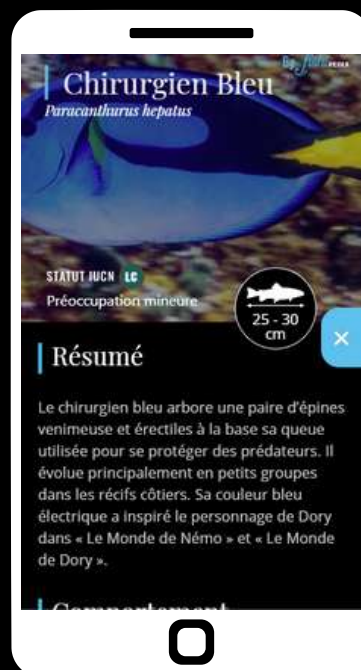 By fishipedia
Chirurgien Bleu
Paracanthurus hepatus
STATUT IUCN LC
Préoccupation mineure
25 - 30
cm
Résumé
Le chirurgien bleu arbore une paire d'épines
venimeuse et érectiles à la base sa queue
utilisée pour se protéger des prédateurs. Il
évolue principalement en petits groupes
dans les récifs côtiers. Sa couleur bleu
électrique a inspiré le personnage de Dory
dans « Le Monde de Némo » et « Le Monde
de Dory ».
Comportement